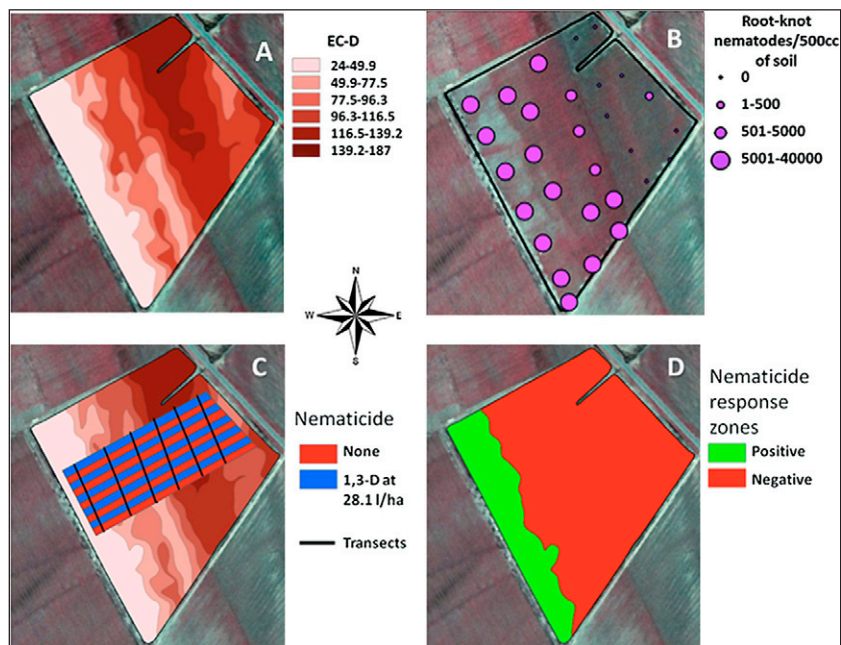 A
EC-D
24-49.9
49.9-77.5
77.5-96.3
96.3-116.5
116.5-139.2
139.2-187
B
Root-knot
nematodes/500cc
of soil
0
1-500
501-5000
5001-40000
N
W
E
S
C
Nematicide
None
1,3-D at
28.1 l/ha
Transects
D
Nematicide
response
zones
Positive
Negative